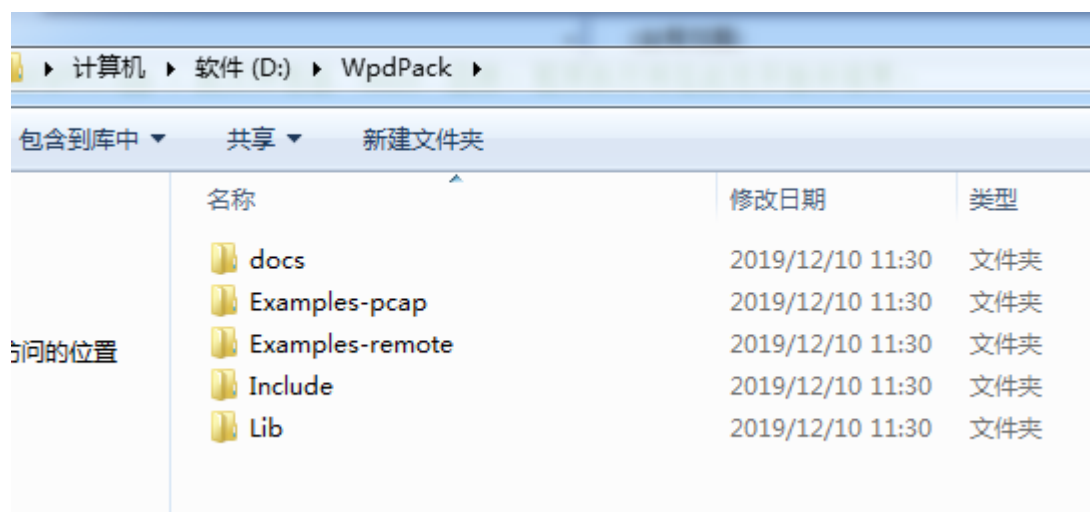 计算机 软件 (D:) WpdPack
包含到库中 共享 新建文件夹
名称 修改日期 类型
docs 2019/12/10 11:30 文件夹
Examples-pcap 2019/12/10 11:30 文件夹
Examples-remote 2019/12/10 11:30 文件夹
问的位置
Include 2019/12/10 11:30 文件夹
Lib 2019/12/10 11:30 文件夹